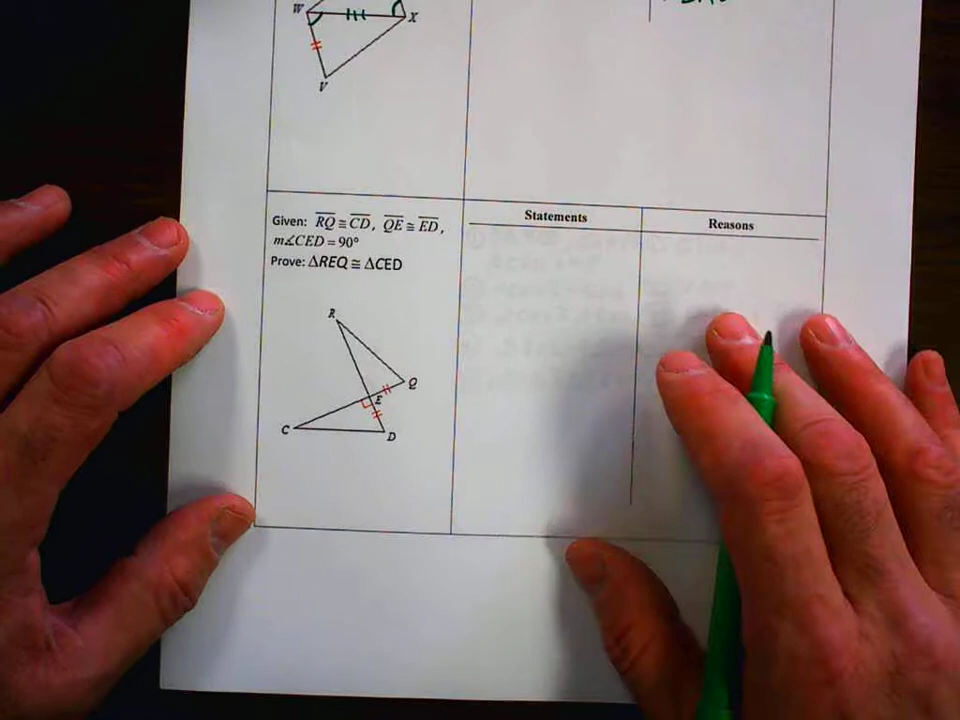 W
X
V
Given: RQ ≅ CD, QE ≅ ED,
m∠CED = 90°
Prove: ΔREQ ≅ ΔCED
Statements
Reasons
R
Q
E
C
D